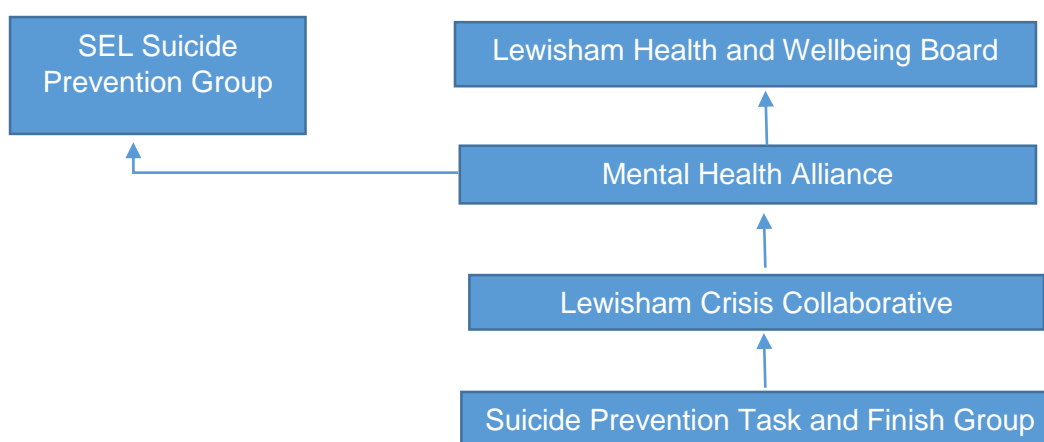 SEL Suicide
Prevention Group
Lewisham Health and Wellbeing Board
Mental Health Alliance
Lewisham Crisis Collaborative
Suicide Prevention Task and Finish Group